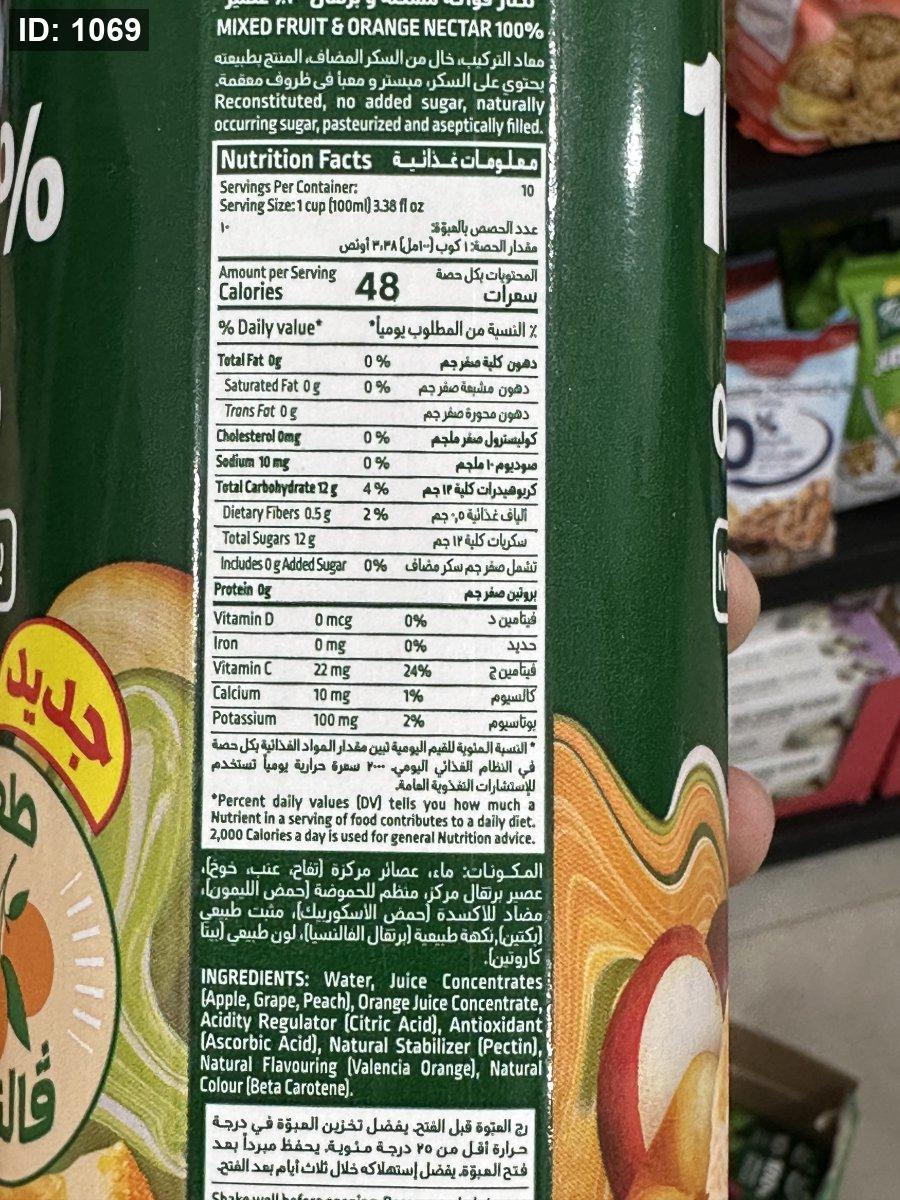 ID: 1069
%
MIXED FRUIT & ORANGE NECTAR 100%
معاد التركيب، خال من السكر المضاف، المنتج بطبيعته
يحتوي على السكر، مبستر و معبأ في ظروف معقمة.
Reconstituted, no added sugar, naturally
occurring sugar, pasteurized and aseptically filled.
Nutrition Facts معلومات غذائية
Servings Per Container: 10
Serving Size: 1 cup (100ml) 3.38 fl oz
عدد الحصص بالعبوّة: ١٠
مقدار الحصة: ١ كوب (١٠٠مل) ٣,٣٨ أونص
Amount per Serving المحتويات بكل حصة
Calories 48 سعرات
% Daily value* ٪ النسبة من المطلوب يومياً*
Total Fat 0g 0 % دهون كلية صفر جم
Saturated Fat 0 g 0 % دهون مشبعة صفر جم
Trans Fat 0 g دهون محورة صفر جم
Cholesterol 0mg 0 % كوليسترول صفر ملجم
Sodium 10 mg 0 % صوديوم ١٠ ملجم
Total Carbohydrate 12 g 4 % كربوهيدرات كلية ١٢ جم
Dietary Fibers 0.5 g 2 % ألياف غذائية ٠,٥ جم
Total Sugars 12 g سكريات كلية ١٢ جم
Includes 0 g Added Sugar 0% تشمل صفر جم سكر مضاف
Protein 0g بروتين صفر جم
Vitamin D 0 mcg 0% فيتامين د
Iron 0 mg 0% حديد
Vitamin C 22 mg 24% فيتامين ج
Calcium 10 mg 1% كالسيوم
Potassium 100 mg 2% بوتاسيوم
* النسبة المئوية للقيم اليومية تبين مقدار المواد الغذائية بكل حصة
في النظام الغذائي اليومي. ٢٠٠٠ سعرة حرارية يومياً تستخدم
للإستشارات التغذوية العامة.
*Percent daily values (DV) tells you how much a
Nutrient in a serving of food contributes to a daily diet.
2,000 Calories a day is used for general Nutrition advice.
المكونات: ماء، عصائر مركزة (تفاح، عنب، خوخ)،
عصير برتقال مركز، منظم للحموضة (حمض الليمون)،
مضاد للاكسدة (حمض الاسكوربيك)، مثبت طبيعي
(بكتين)، نكهة طبيعية (برتقال الفالنسيا)، لون طبيعي (بيتا
كاروتين).
INGREDIENTS: Water, Juice Concentrates
(Apple, Grape, Peach), Orange Juice Concentrate,
Acidity Regulator (Citric Acid), Antioxidant
(Ascorbic Acid), Natural Stabilizer (Pectin),
Natural Flavouring (Valencia Orange), Natural
Colour (Beta Carotene).
رج العبّوة قبل الفتح. يفضل تخزين العبوّة في درجة
حرارة أقل من ٢٥ درجة مئوية. يحفظ مبرداً بعد
فتح العبوّة. يفضل إستهلاكه خلال ثلاث أيام بعد الفتح.
جديد